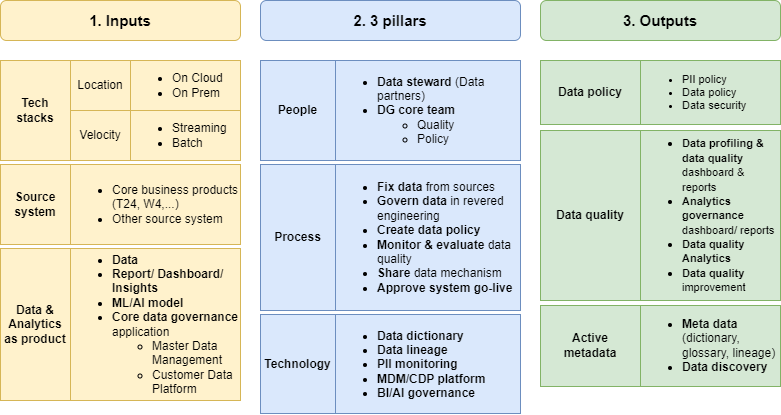 1. Inputs
Tech
stacks
Location
On Cloud
On Prem
Velocity
Streaming
Batch
Source
system
Core business products
(T24, W4,...)
Other source system
Data &
Analytics
as product
Data
Report/ Dashboard/
Insights
ML/AI model
Core data governance
application
Master Data
Management
Customer Data
Platform
2. 3 pillars
People
Data steward (Data
partners)
DG core team
Quality
Policy
Process
Fix data from sources
Govern data in revered
engineering
Create data policy
Monitor & evaluate data
quality
Share data mechanism
Approve system go-live
Technology
Data dictionary
Data lineage
PII monitoring
MDM/CDP platform
BI/AI governance
3. Outputs
Data policy
PII policy
Data policy
Data security
Data quality
Data profiling &
data quality
dashboard &
reports
Analytics
governance
dashboard/ reports
Data quality
Analytics
Data quality
improvement
Active
metadata
Meta data
(dictionary,
glossary, lineage)
Data discovery